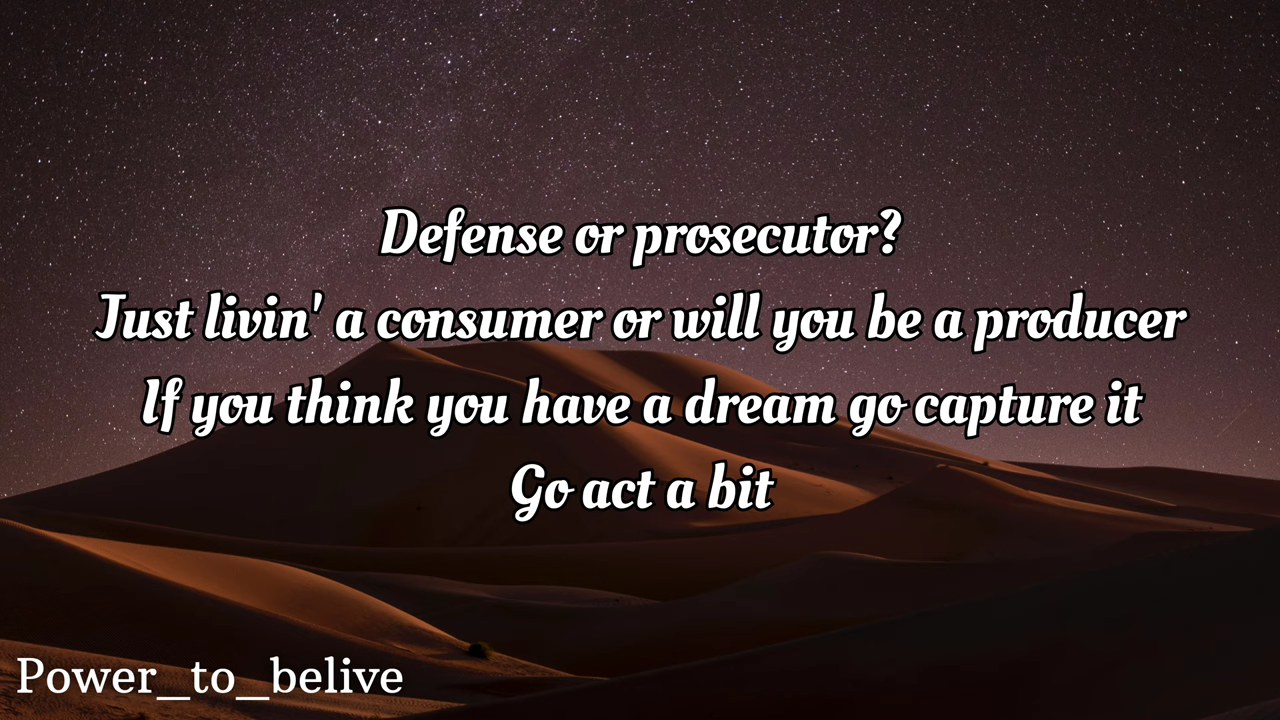 Defense or prosecutor?
Just livin' a consumer or will you be a producer
If you think you have a dream go capture it
Go act a bit
Power_to_belive